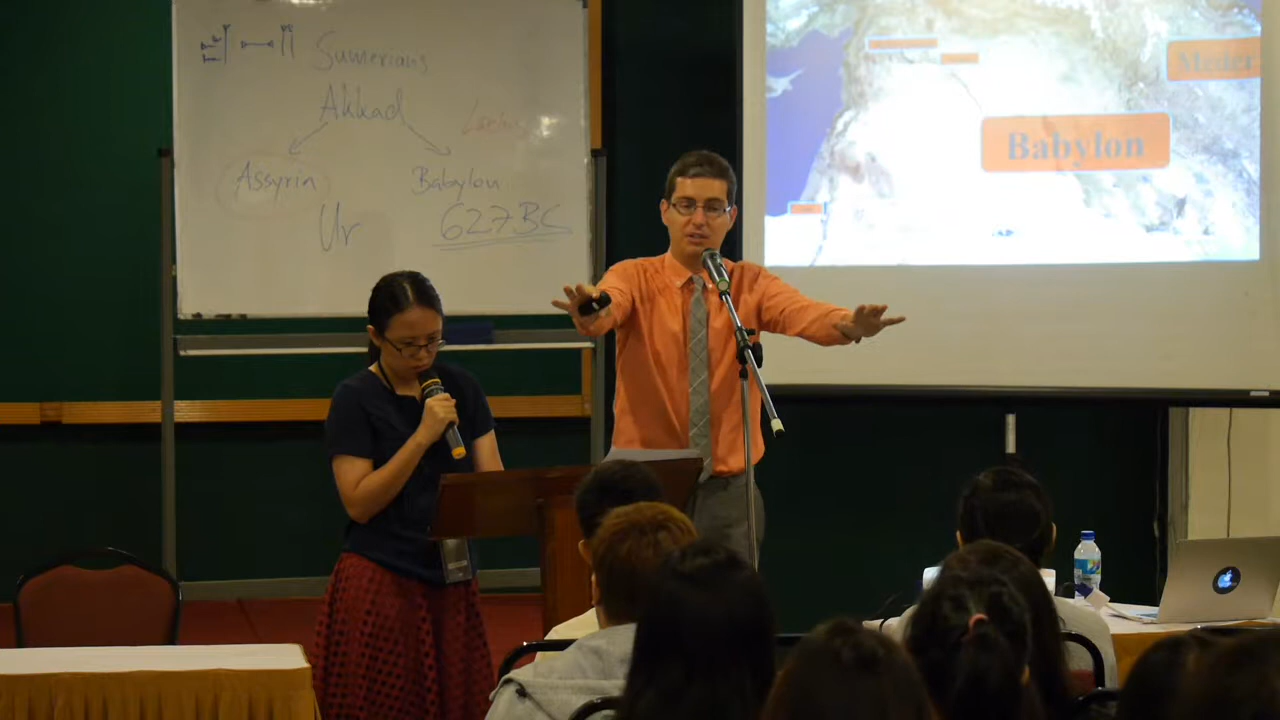 Sumerians
Akkad
Assyria
Babylon
Ur
627BC
Meder
Babylon